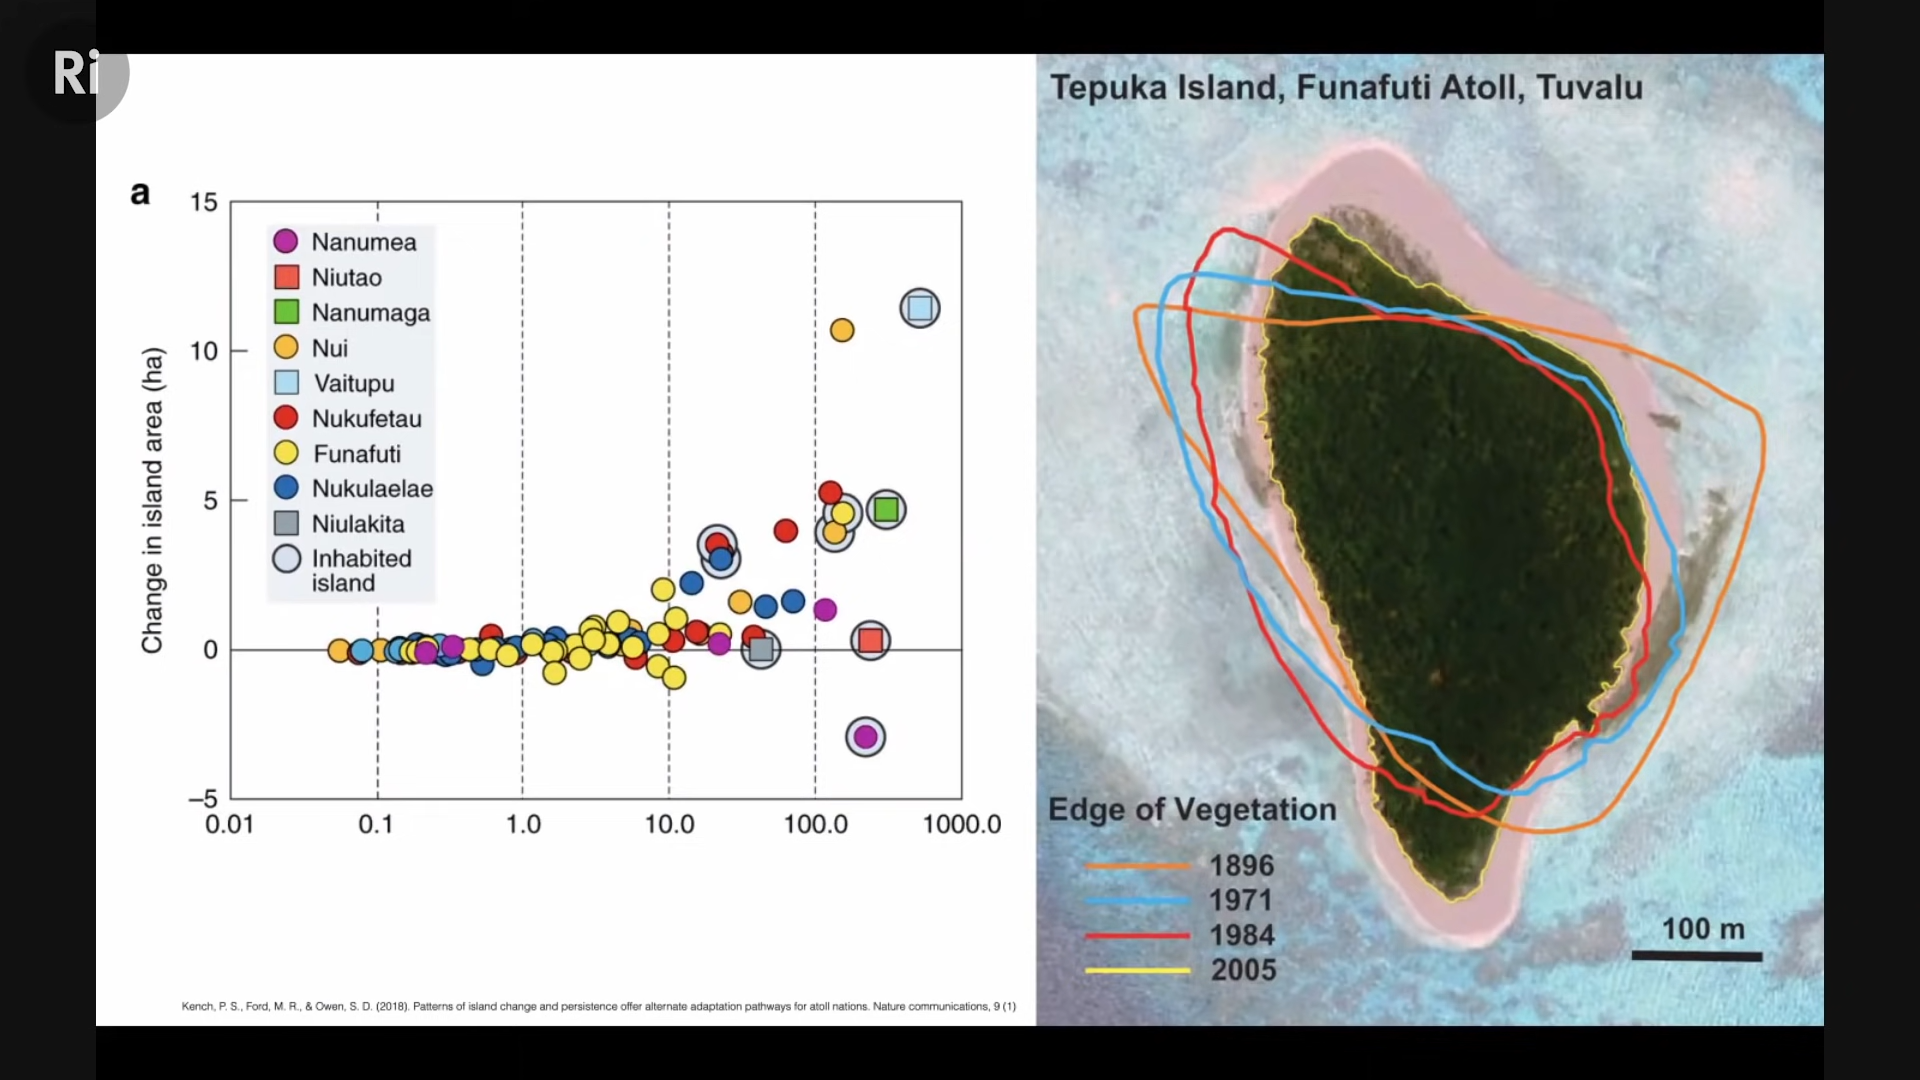 Ri
a
15
10
5
0
–5
Change in island area (ha)
Nanumea
Niutao
Nanumaga
Nui
Vaitupu
Nukufetau
Funafuti
Nukulaelae
Niulakita
Inhabited
island
0.01 0.1 1.0 10.0 100.0 1000.0
Kench, P. S., Ford, M. R., & Owen, S. D. (2018). Patterns of island change and persistence offer alternate adaptation pathways for atoll nations. Nature communications, 9 (1)
Tepuka Island, Funafuti Atoll, Tuvalu
Edge of Vegetation
1896
1971
1984
2005
100 m